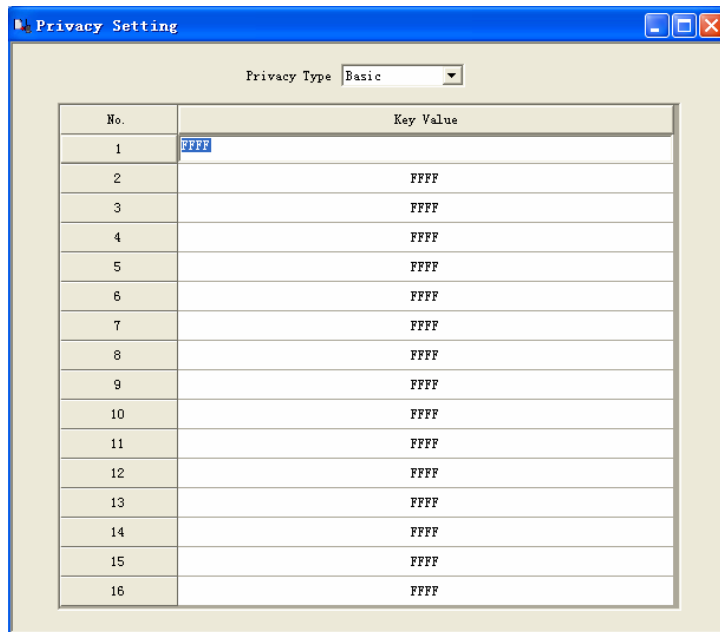 Privacy Setting
Privacy Type Basic
No. Key Value
1 FFFF
2 FFFF
3 FFFF
4 FFFF
5 FFFF
6 FFFF
7 FFFF
8 FFFF
9 FFFF
10 FFFF
11 FFFF
12 FFFF
13 FFFF
14 FFFF
15 FFFF
16 FFFF